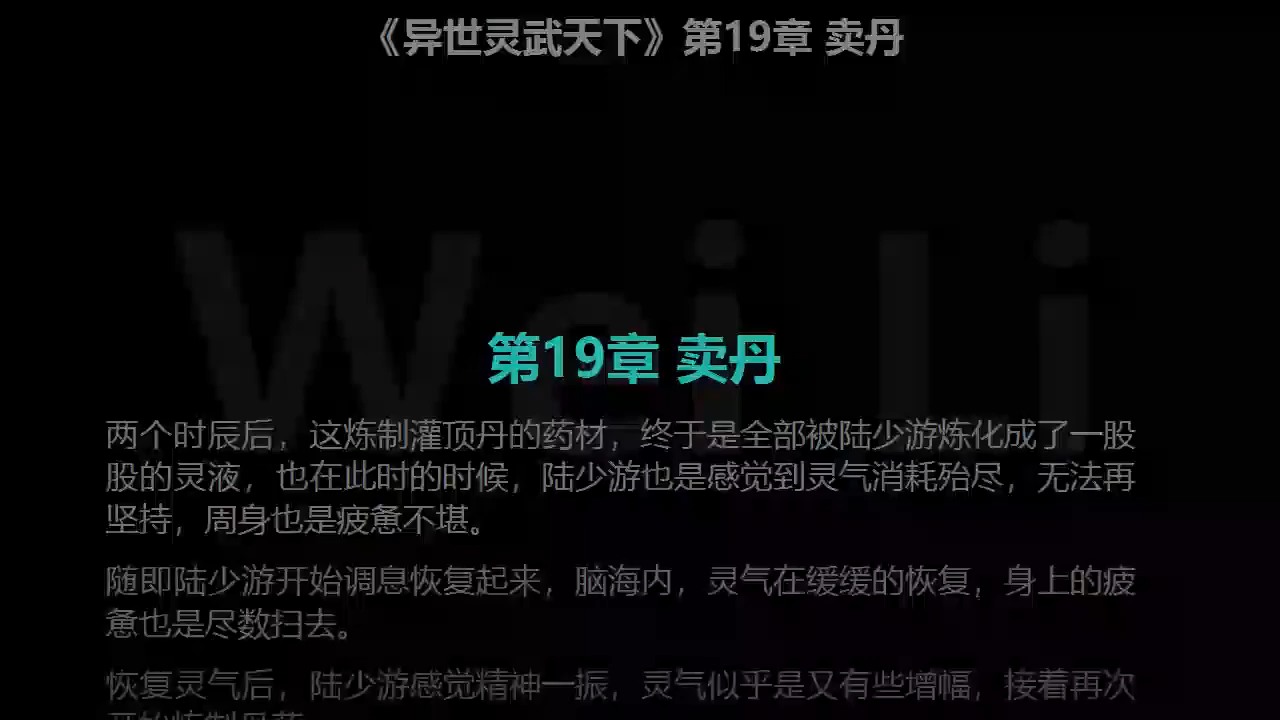 《异世灵武天下》第19章 卖丹
Wei Li
第19章 卖丹
两个时辰后，这炼制灌顶丹的药材，终于是全部被陆少游炼化成了一股
股的灵液，也在此时的时候，陆少游也是感觉到灵气消耗殆尽，无法再
坚持，周身也是疲惫不堪。
随即陆少游开始调息恢复起来，脑海内，灵气在缓缓的恢复，身上的疲
惫也是尽数扫去。
恢复灵气后，陆少游感觉精神一振，灵气似乎是又有些增幅，接着再次